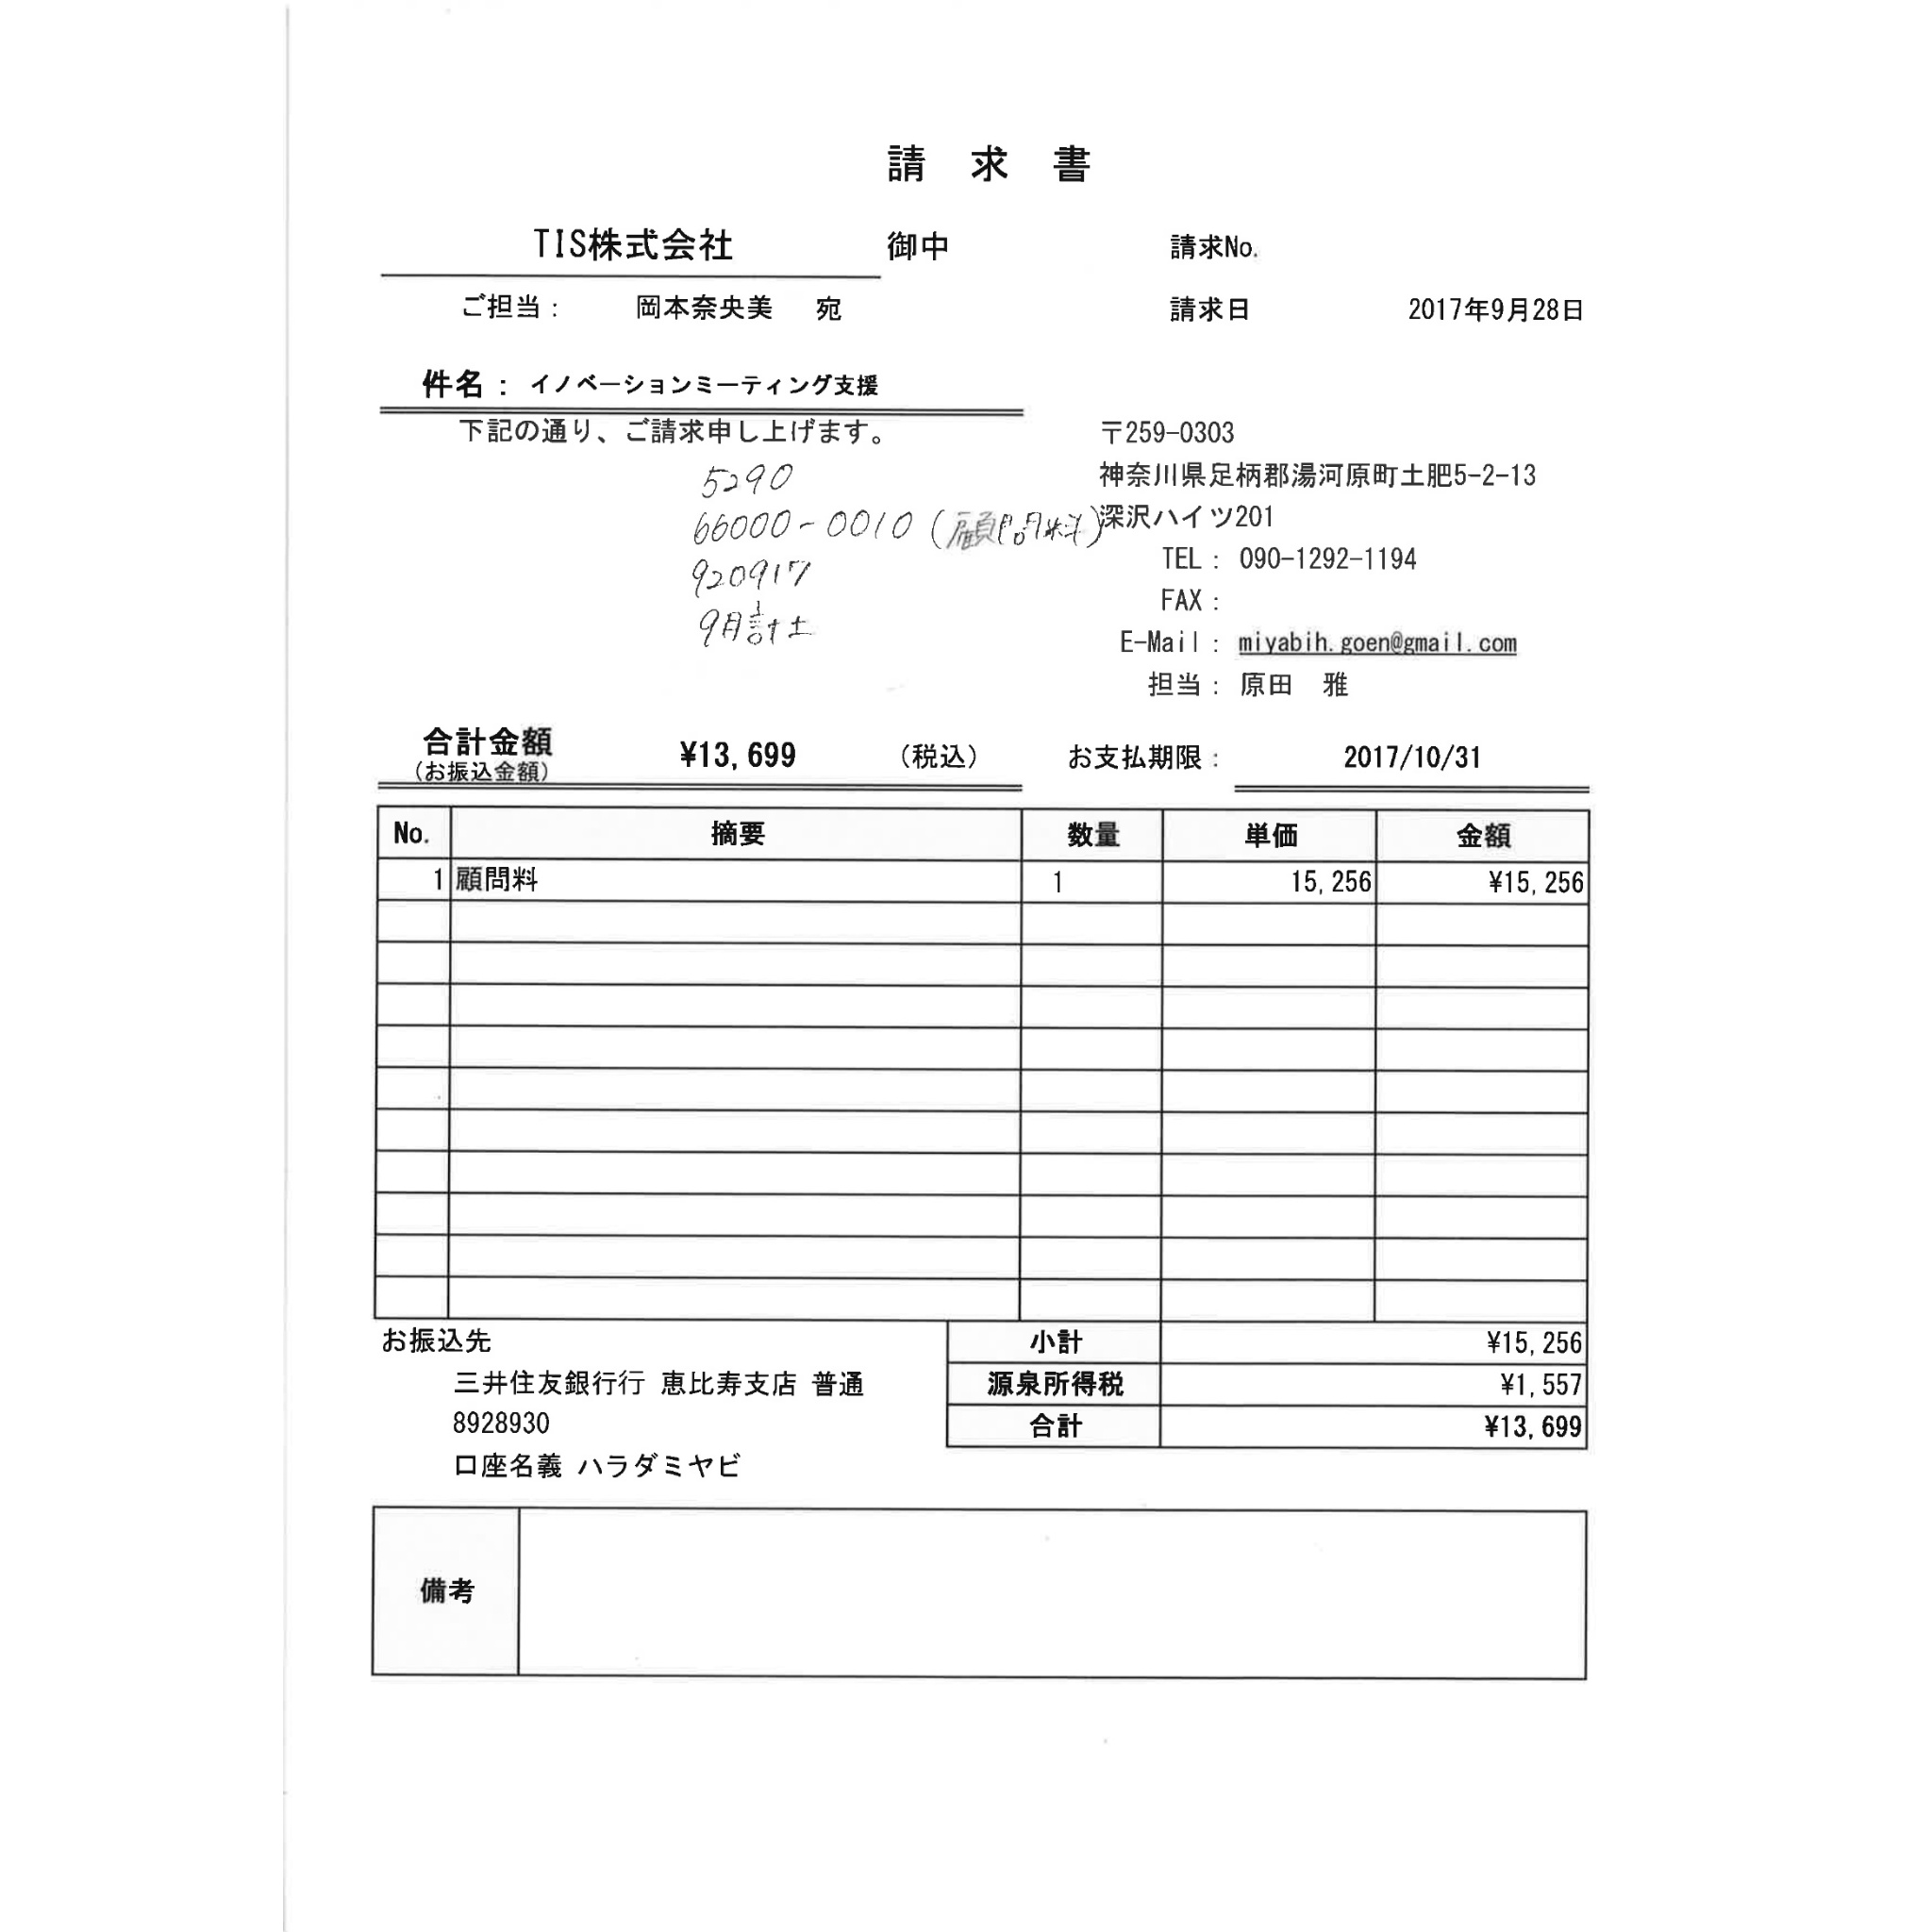 請 求 書
TIS株式会社 御中 請求No.
ご担当： 岡本奈央美 宛 請求日 2017年9月28日
件名： イノベーションミーティング支援
下記の通り、ご請求申し上げます。
〒259-0303
5290
神奈川県足柄郡湯河原町土肥5-2-13
66000-0010（顧問料）
深沢ハイツ201
TEL： 090-1292-1194
920917
FAX：
9月計上
E-Mail： miyabih.goen@gmail.com
担当： 原田 雅
合計金額 ¥13,699 （税込） お支払期限： 2017/10/31
（お振込金額）
No. 摘要 数量 単価 金額
1 顧問料 1 15,256 ¥15,256
お振込先 小計 ¥15,256
三井住友銀行行 恵比寿支店 普通 源泉所得税 ¥1,557
8928930 合計 ¥13,699
口座名義 ハラダミヤビ
備考